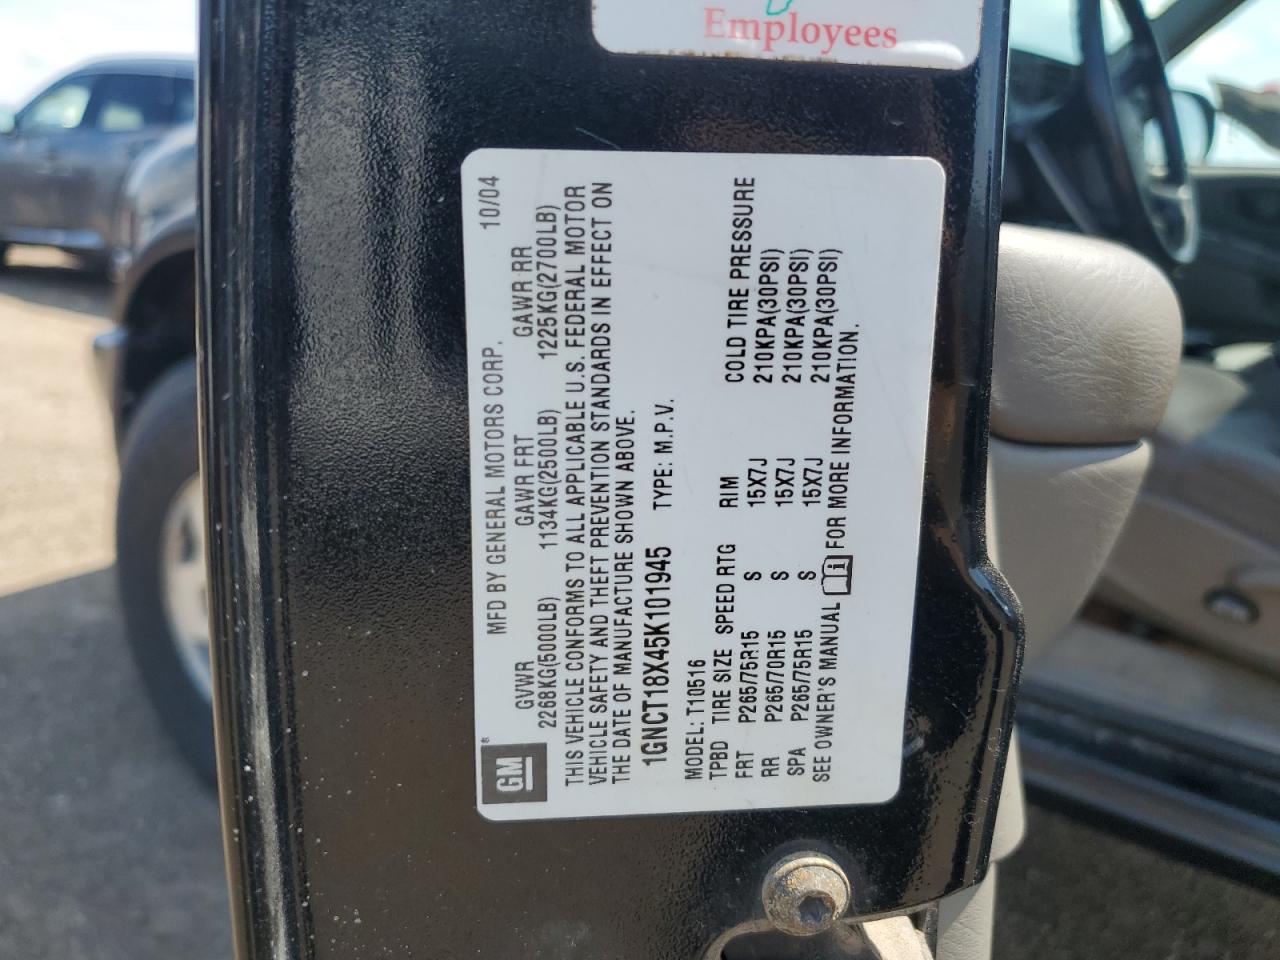 Employees
MFD BY GENERAL MOTORS CORP. 10/04
GM®
GVWR GAWR FRT GAWR RR
2268KG(5000LB) 1134KG(2500LB) 1225KG(2700LB)
THIS VEHICLE CONFORMS TO ALL APPLICABLE U.S. FEDERAL MOTOR
VEHICLE SAFETY AND THEFT PREVENTION STANDARDS IN EFFECT ON
THE DATE OF MANUFACTURE SHOWN ABOVE.
1GNCT18X45K101945 TYPE: M.P.V.
MODEL: T10516
TPBD TIRE SIZE SPEED RTG RIM COLD TIRE PRESSURE
FRT P265/75R15 S 15X7J 210KPA(30PSI)
RR P265/70R15 S 15X7J 210KPA(30PSI)
SPA P265/75R15 S 15X7J 210KPA(30PSI)
SEE OWNER'S MANUAL i FOR MORE INFORMATION.